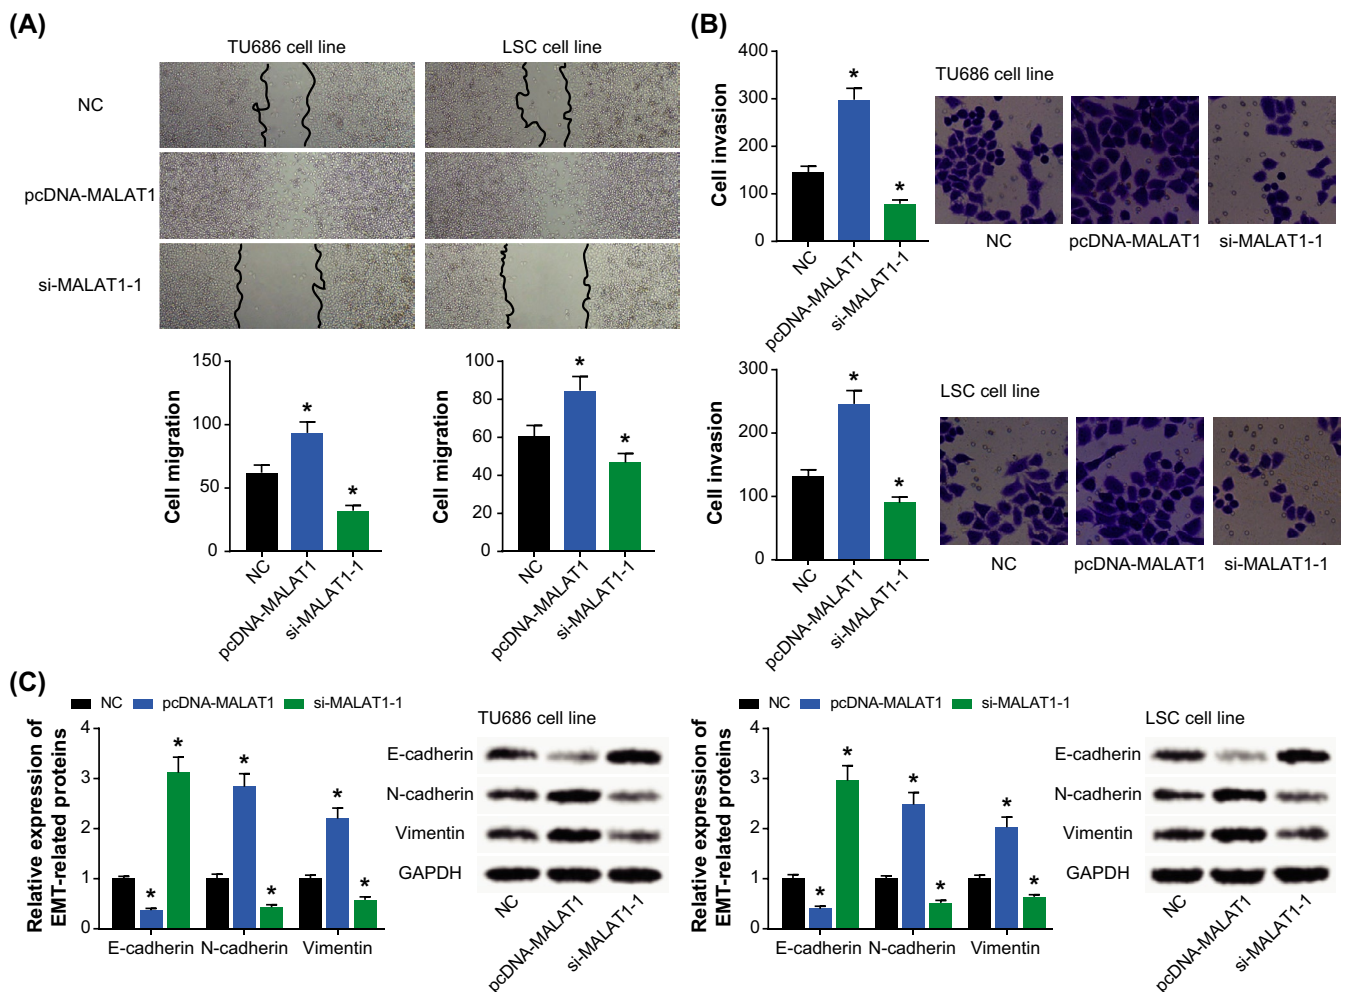 (A)
TU686 cell line
LSC cell line
NC
pcDNA-MALAT1
si-MALAT1-1
150
100
50
0
Cell migration
*
*
NC
pcDNA-MALAT1
si-MALAT1-1
100
80
60
40
20
0
Cell migration
*
*
NC
pcDNA-MALAT1
si-MALAT1-1
(B)
400
300
200
100
0
Cell invasion
*
*
NC
pcDNA-MALAT1
si-MALAT1-1
TU686 cell line
NC
pcDNA-MALAT1
si-MALAT1-1
300
200
100
0
Cell invasion
*
*
NC
pcDNA-MALAT1
si-MALAT1-1
LSC cell line
NC
pcDNA-MALAT1
si-MALAT1-1
(C)
NC pcDNA-MALAT1 si-MALAT1-1
4
3
2
1
0
Relative expression of
EMT-related proteins
*
*
*
*
*
*
E-cadherin N-cadherin Vimentin
TU686 cell line
E-cadherin
N-cadherin
Vimentin
GAPDH
NC
pcDNA-MALAT1
si-MALAT1-1
NC pcDNA-MALAT1 si-MALAT1-1
4
3
2
1
0
Relative expression of
EMT-related proteins
*
*
*
*
*
*
E-cadherin N-cadherin Vimentin
LSC cell line
E-cadherin
N-cadherin
Vimentin
GAPDH
NC
pcDNA-MALAT1
si-MALAT1-1